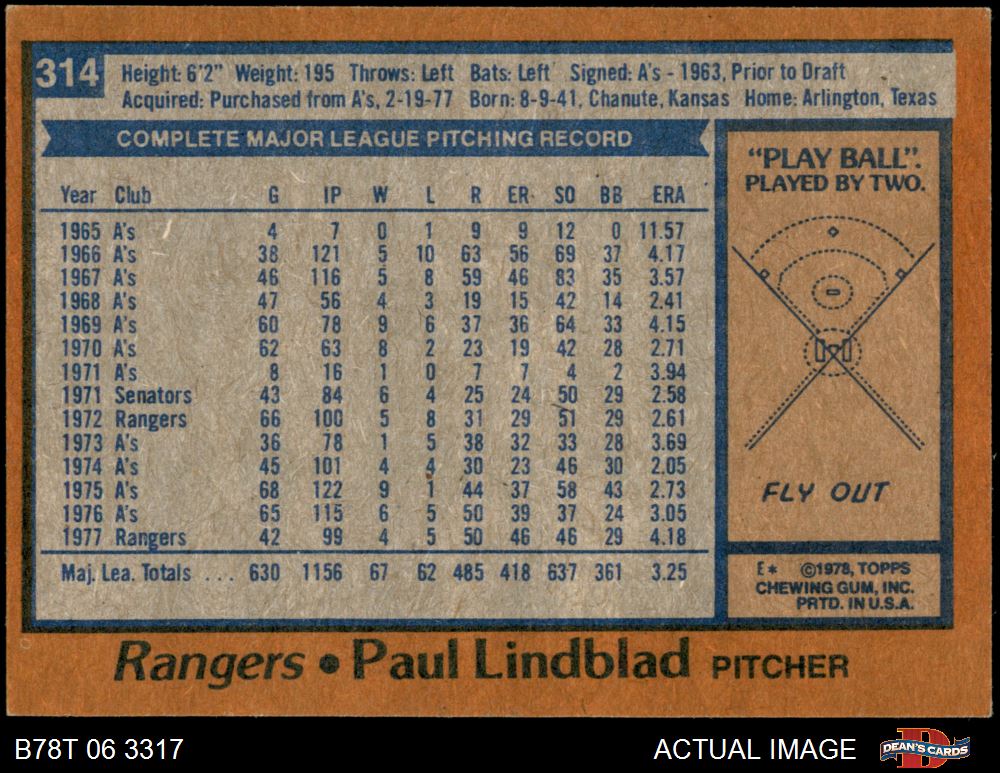 314
Height: 6'2" Weight: 195 Throws: Left Bats: Left Signed: A's - 1963, Prior to Draft
Acquired: Purchased from A's, 2-19-77 Born: 8-9-41, Chanute, Kansas Home: Arlington, Texas
COMPLETE MAJOR LEAGUE PITCHING RECORD
Year Club G IP W L R ER SO BB ERA
1965 A's 4 7 0 1 9 9 12 0 11.57
1966 A's 38 121 5 10 63 56 69 37 4.17
1967 A's 46 116 5 8 59 46 83 35 3.57
1968 A's 47 56 4 3 19 15 42 14 2.41
1969 A's 60 78 9 6 37 36 64 33 4.15
1970 A's 62 63 8 2 23 19 42 28 2.71
1971 A's 8 16 1 0 7 7 4 2 3.94
1971 Senators 43 84 6 4 25 24 50 29 2.58
1972 Rangers 66 100 5 8 31 29 51 29 2.61
1973 A's 36 78 1 5 38 32 33 28 3.69
1974 A's 45 101 4 4 30 23 46 30 2.05
1975 A's 68 122 9 1 44 37 58 43 2.73
1976 A's 65 115 6 5 50 39 37 24 3.05
1977 Rangers 42 99 4 5 50 46 46 29 4.18
Maj. Lea. Totals ... 630 1156 67 62 485 418 637 361 3.25
"PLAY BALL".
PLAYED BY TWO.
FLY OUT
E* ©1978, TOPPS
CHEWING GUM, INC.
PRTD. IN U.S.A.
Rangers • Paul Lindblad PITCHER
B78T 06 3317 ACTUAL IMAGE
DEAN'S CARDS